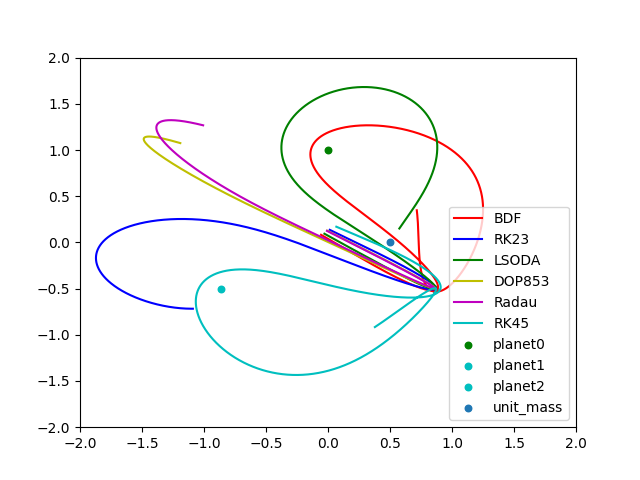 2.0
1.5
1.0
0.5
0.0
−0.5
−1.0
−1.5
−2.0
BDF
RK23
LSODA
DOP853
Radau
RK45
planet0
planet1
planet2
unit_mass
−2.0 −1.5 −1.0 −0.5 0.0 0.5 1.0 1.5 2.0